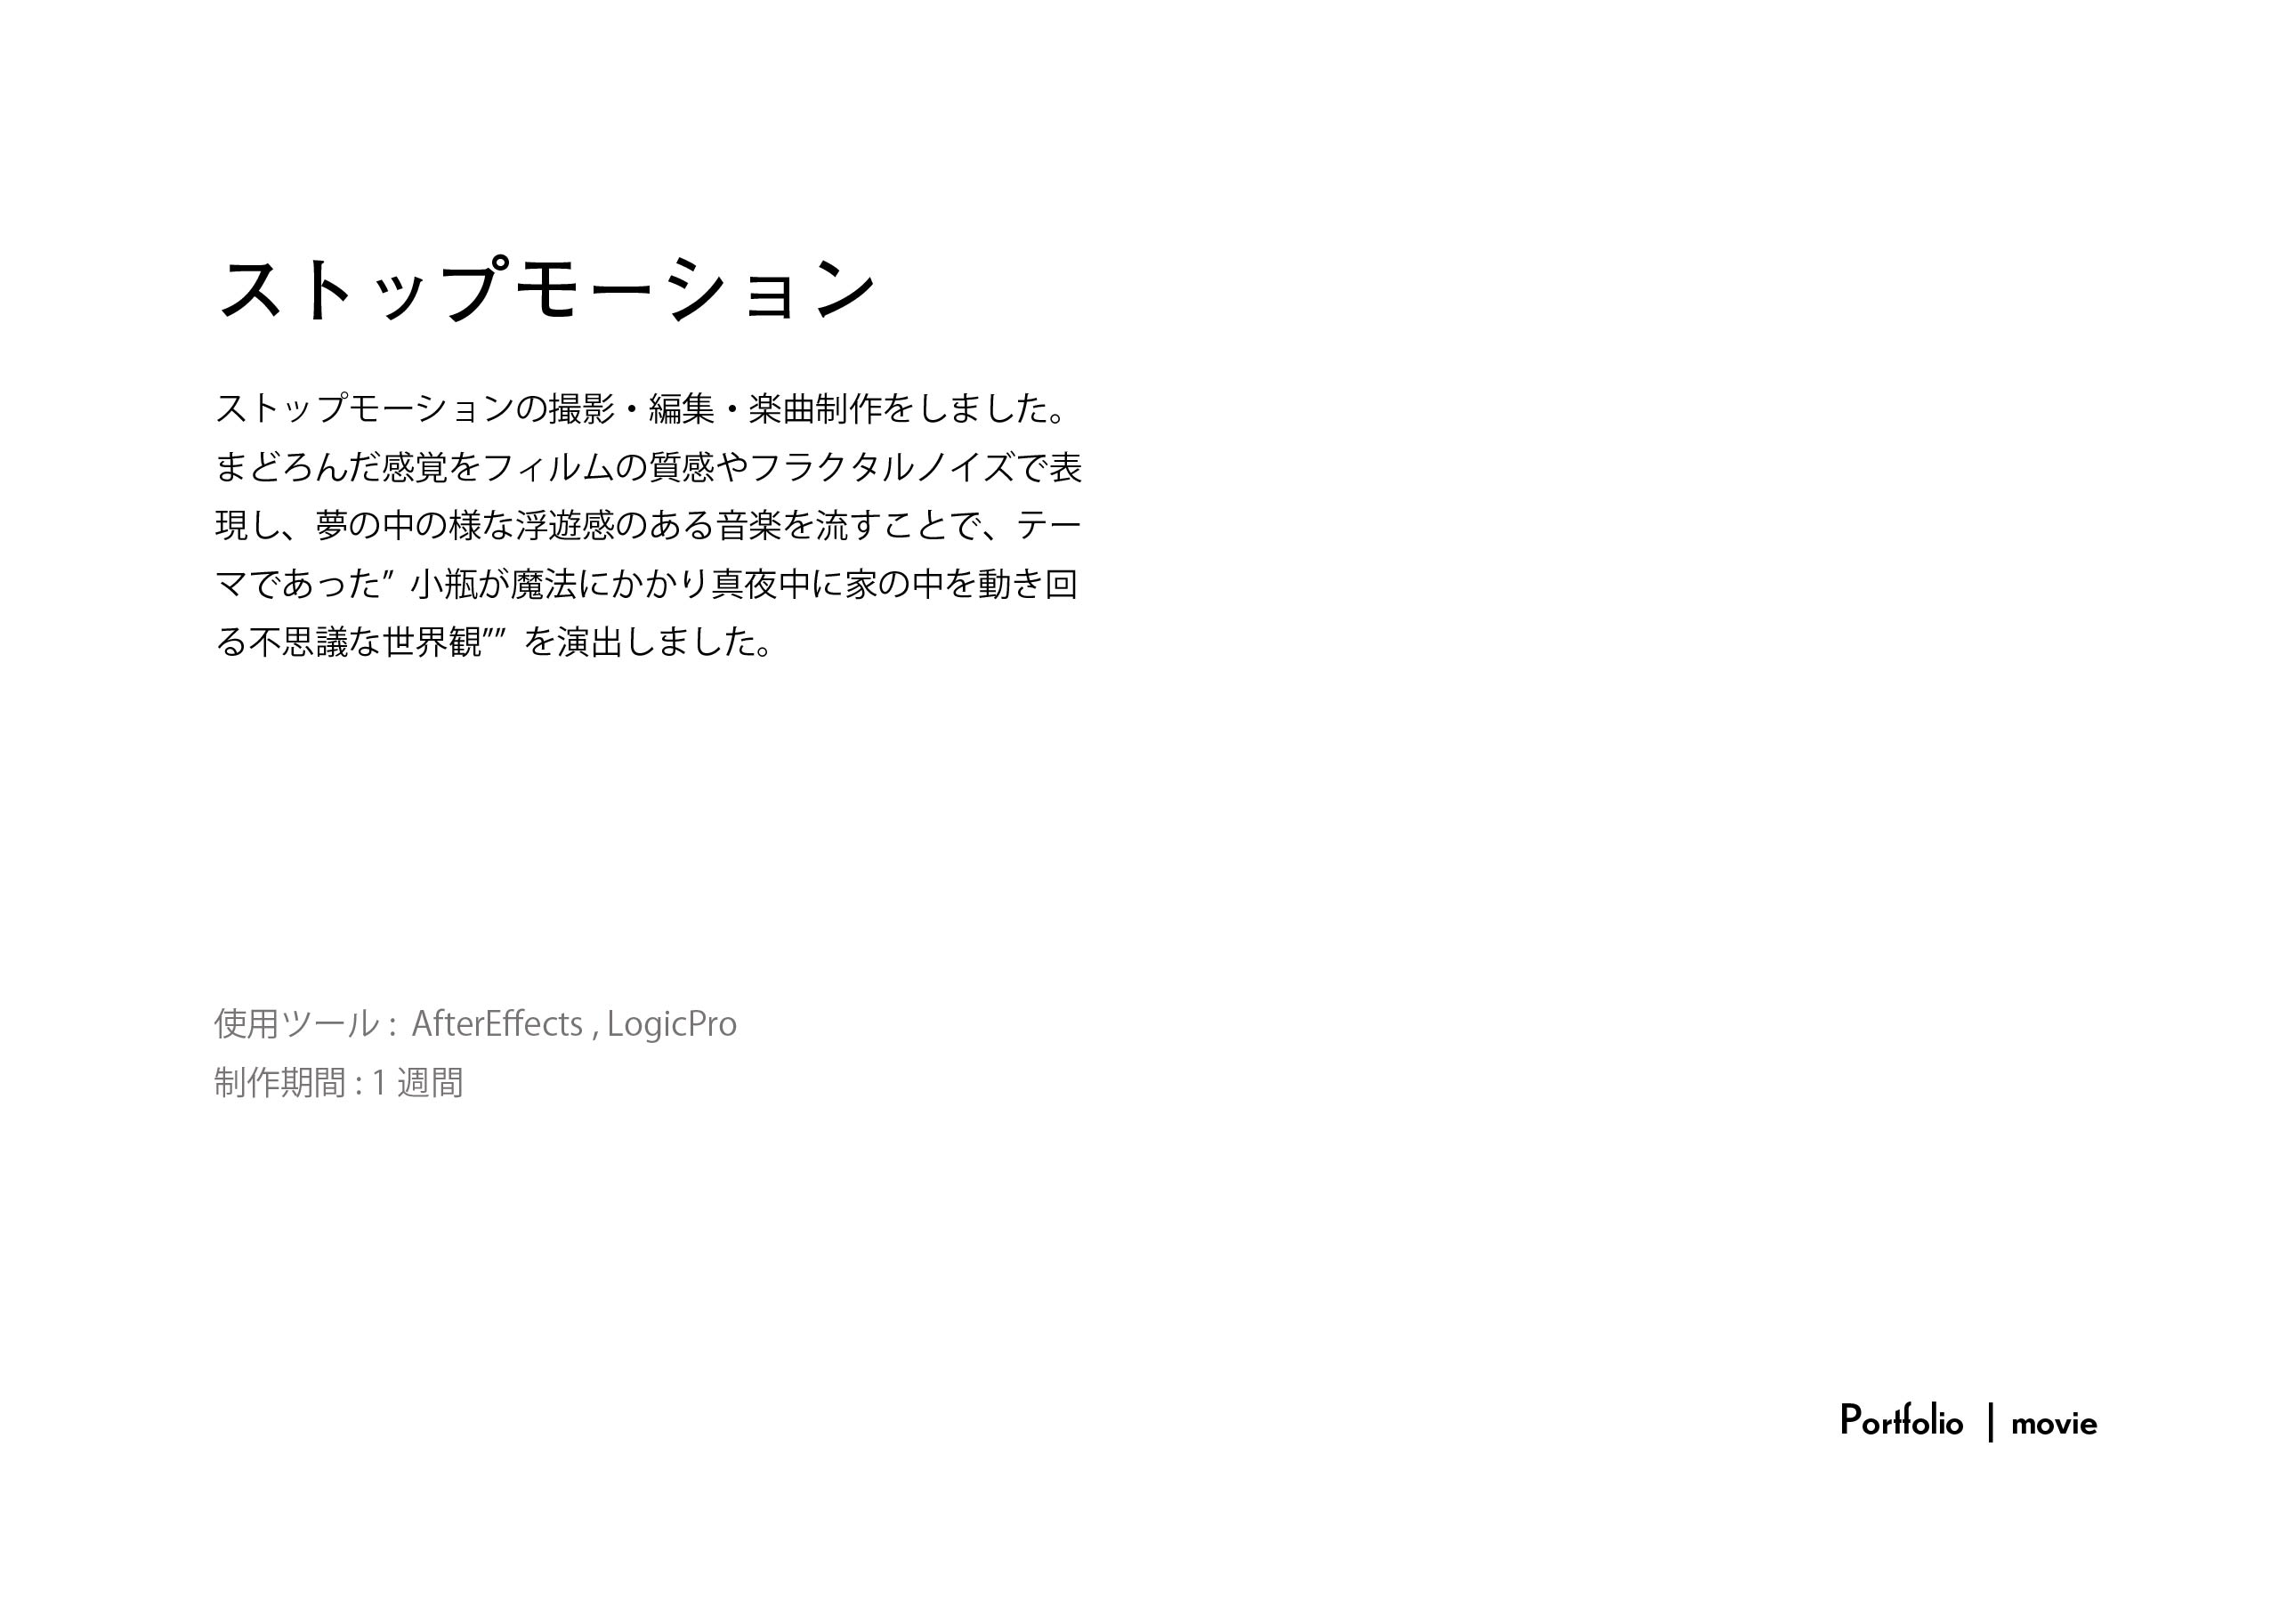 ストップモーション
ストップモーションの撮影・編集・楽曲制作をしました。
まどろんだ感覚をフィルムの質感やフラクタルノイズで表
現し、夢の中の様な浮遊感のある音楽を流すことで、テー
マであった” 小瓶が魔法にかかり真夜中に家の中を動き回
る不思議な世界観”” を演出しました。
使用ツール : AfterEffects , LogicPro
制作期間 : 1 週間
Portfolio | movie